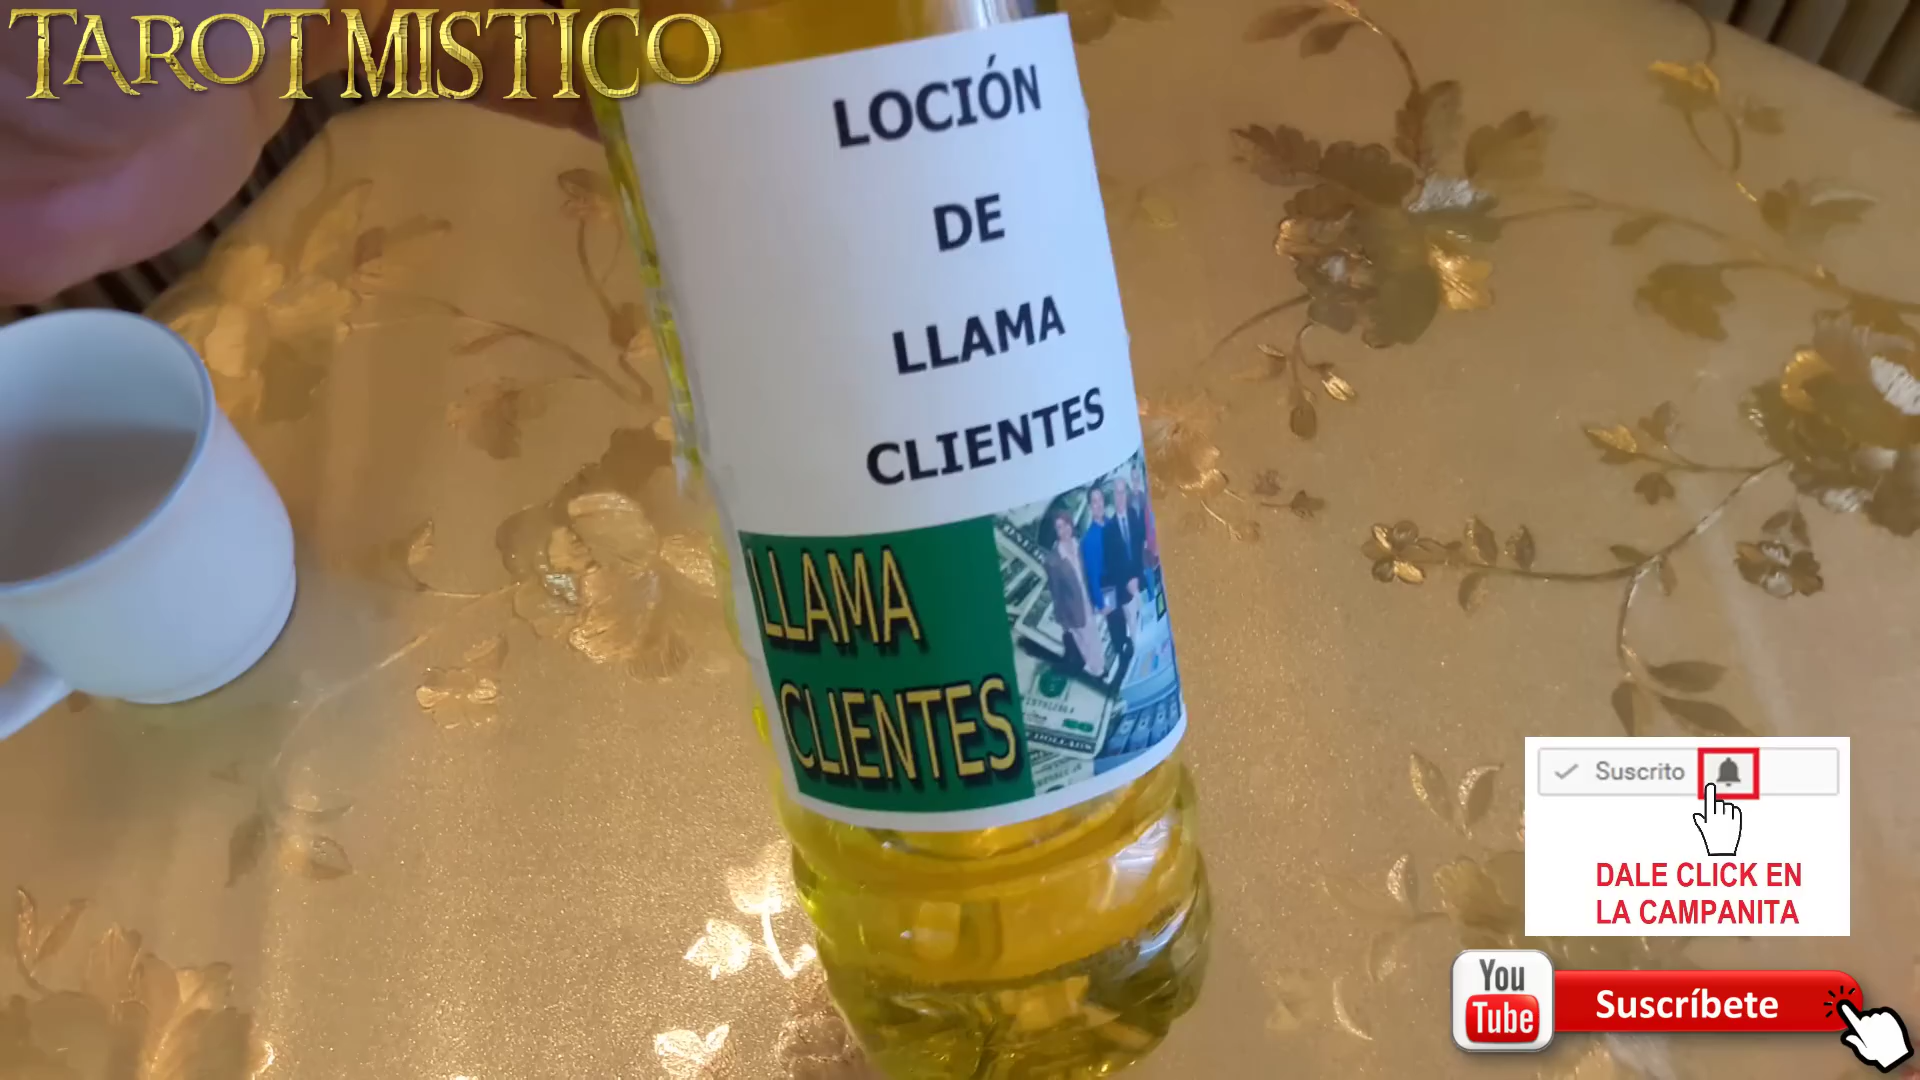 TAROT MISTICO
LOCIÓN
DE
LLAMA
CLIENTES
LLAMA
CLIENTES
Suscrito
DALE CLICK EN
LA CAMPANITA
You
Tube
Suscríbete